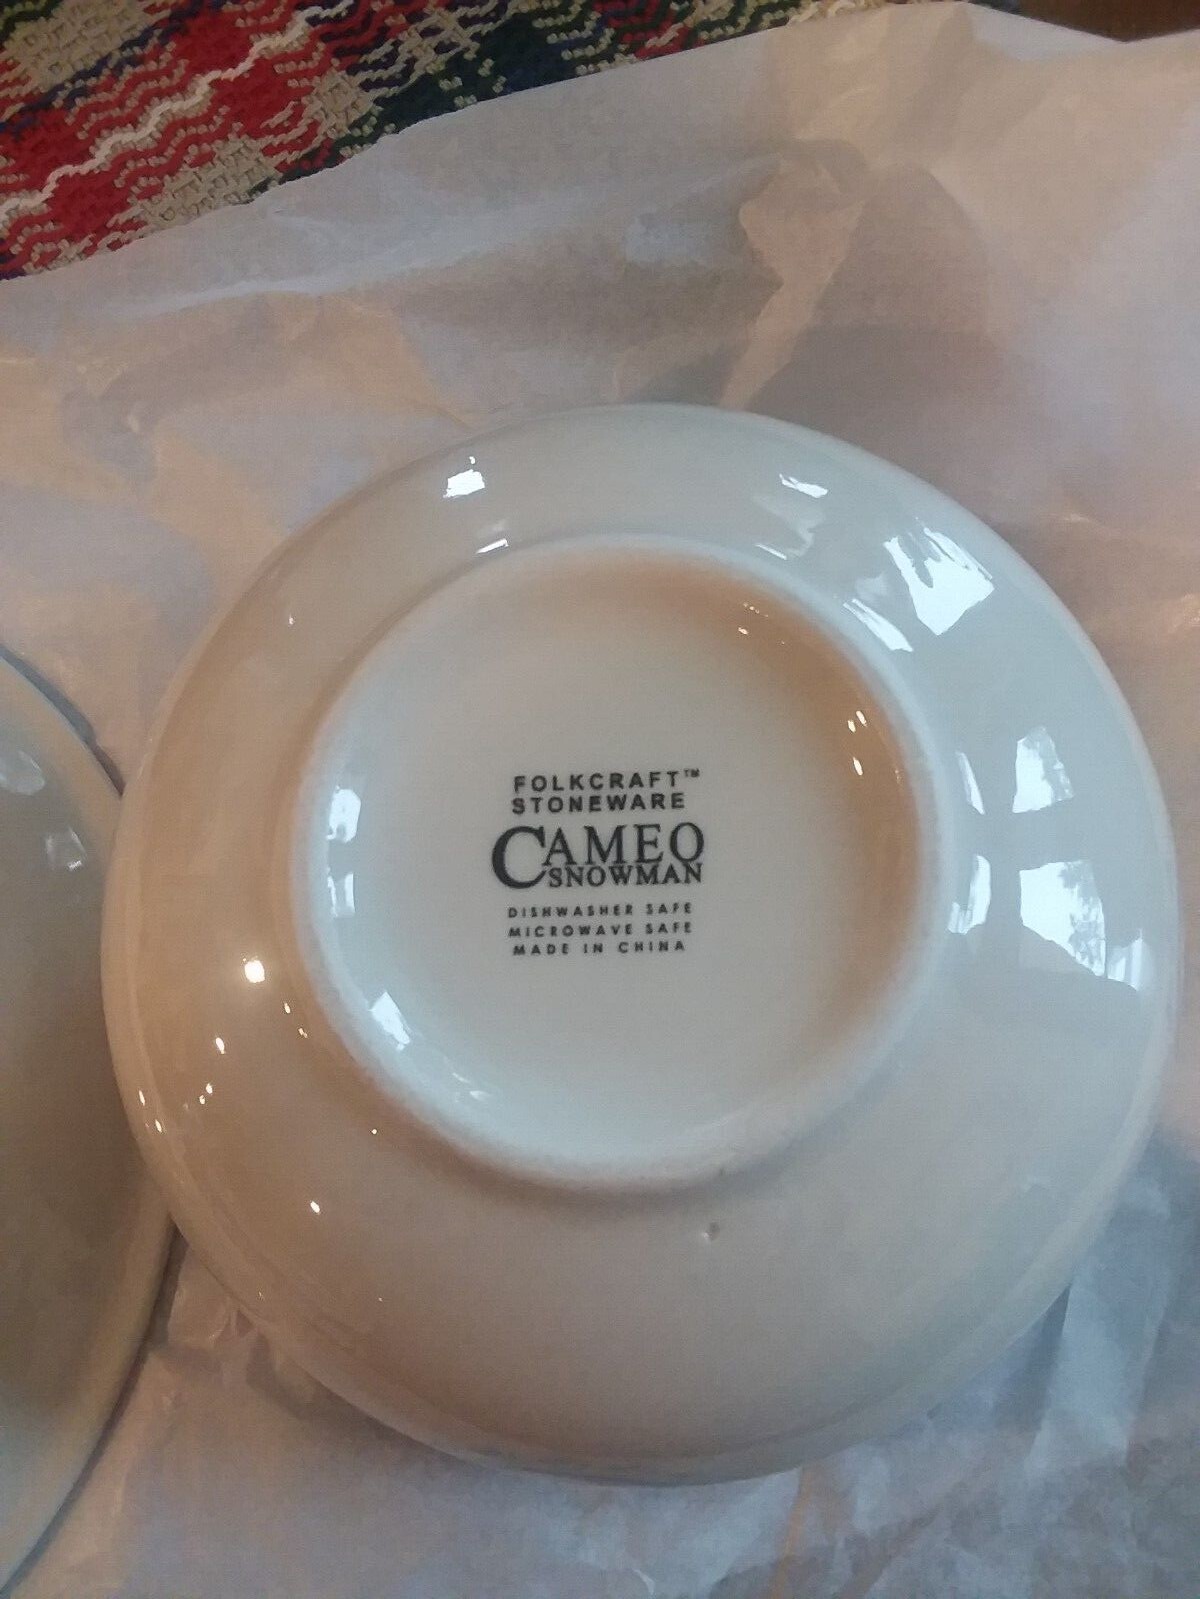 FOLKCRAFT™
STONEWARE
CAMEO
SNOWMAN
DISHWASHER SAFE
MICROWAVE SAFE
MADE IN CHINA